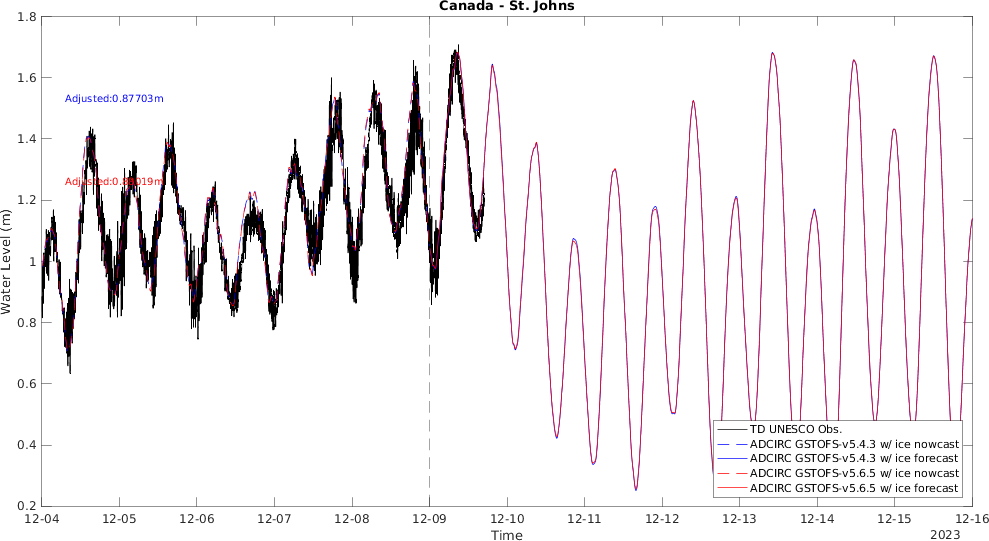 Canada - St. Johns
1.8
1.6
1.4
1.2
1
0.8
0.6
0.4
0.2
Water Level (m)
Adjusted:0.87703m
TD UNESCO Obs.
ADCIRC GSTOFS-v5.4.3 w/ ice nowcast
ADCIRC GSTOFS-v5.4.3 w/ ice forecast
ADCIRC GSTOFS-v5.6.5 w/ ice nowcast
ADCIRC GSTOFS-v5.6.5 w/ ice forecast
12-04 12-05 12-06 12-07 12-08 12-09 12-10 12-11 12-12 12-13 12-14 12-15 12-16
Time
2023